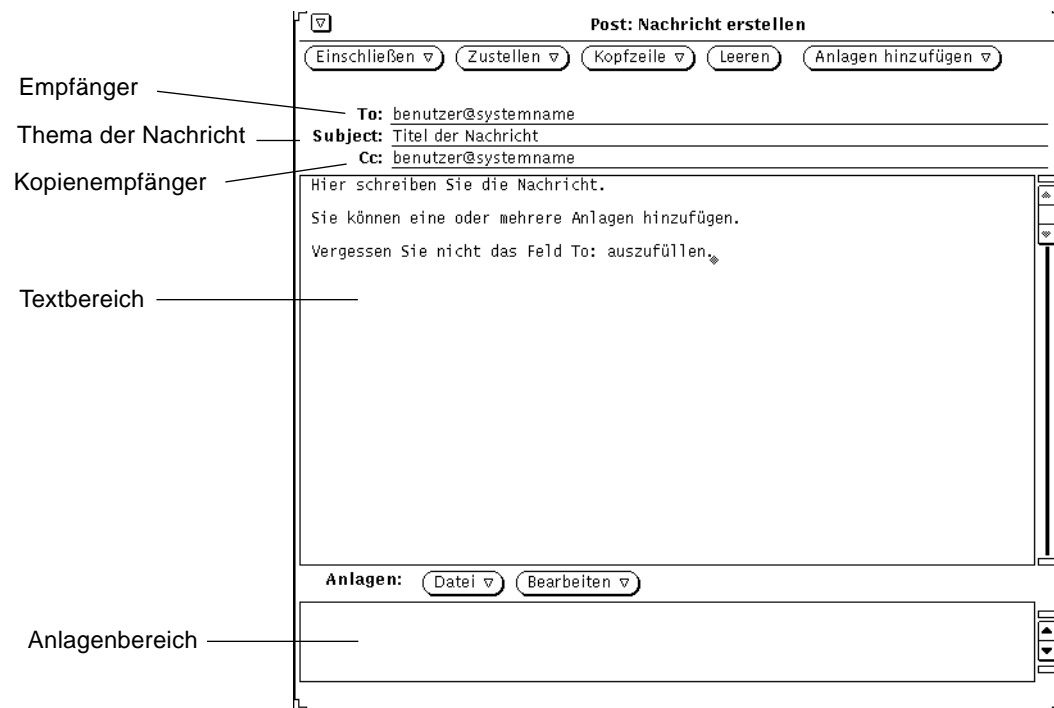 Post: Nachricht erstellen
Einschließen Zustellen Kopfzeile Leeren Anlagen hinzufügen
Empfänger
To: benutzer@systemname
Thema der Nachricht
Subject: Titel der Nachricht
Kopienempfänger
Cc: benutzer@systemname
Hier schreiben Sie die Nachricht.
Sie können eine oder mehrere Anlagen hinzufügen.
Vergessen Sie nicht das Feld To: auszufüllen.
Textbereich
Anlagen: Datei Bearbeiten
Anlagenbereich